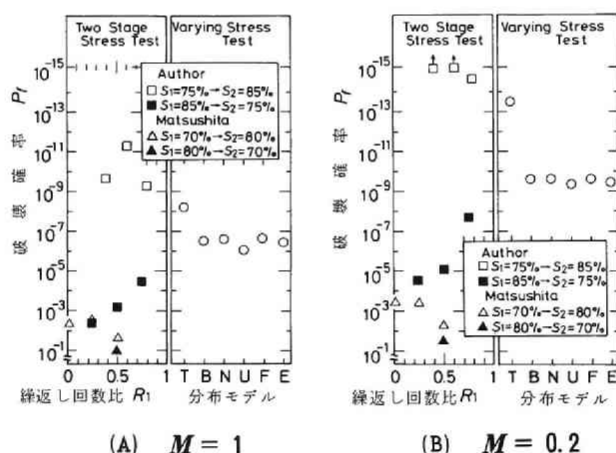 Two Stage Stress Test
Varying Stress Test
破壊確率 Pf
10⁻¹⁵
10⁻¹³
10⁻¹¹
10⁻⁹
10⁻⁷
10⁻⁵
10⁻³
10⁻¹
Author
□ S₁=75%→S₂=85%
■ S₁=85%→S₂=75%
Matsushita
△ S₁=70%→S₂=80%
▲ S₁=80%→S₂=70%
0 0.5 1
T B N U F E
繰返し回数比 R₁
分布モデル
(A) M = 1
Two Stage Stress Test
Varying Stress Test
破壊確率 Pf
10⁻¹⁵
10⁻¹³
10⁻¹¹
10⁻⁹
10⁻⁷
10⁻⁵
10⁻³
10⁻¹
Author
□ S₁=75%→S₂=85%
■ S₁=85%→S₂=75%
Matsushita
△ S₁=70%→S₂=80%
▲ S₁=80%→S₂=70%
0 0.5 1
T B N U F E
繰返し回数比 R₁
分布モデル
(B) M = 0.2